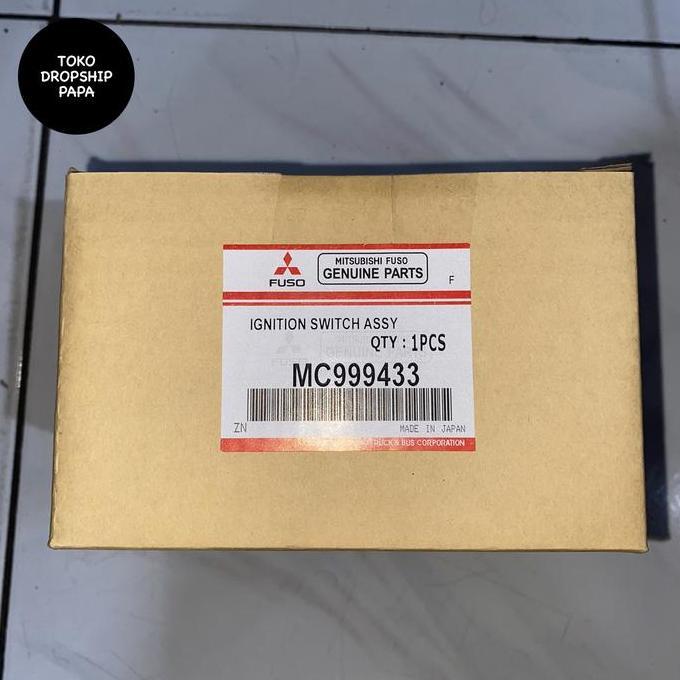 TOKO
DROPSHIP
PAPA
FUSO
MITSUBISHI FUSO
GENUINE PARTS
F
IGNITION SWITCH ASSY
QTY : 1PCS
MC999433
ZN
MADE IN JAPAN
TRUCK & BUS CORPORATION